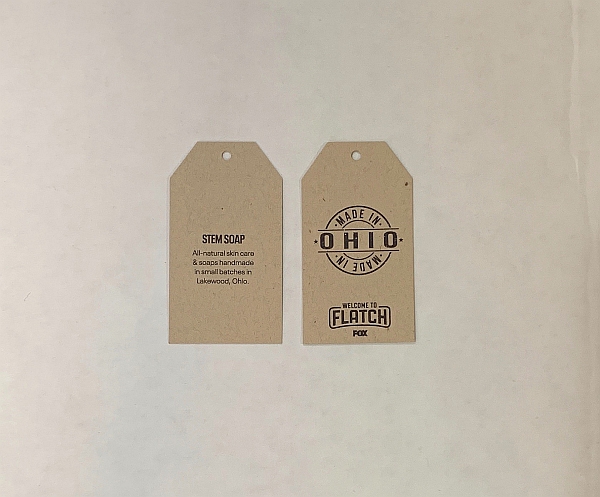 STEM SOAP
All-natural skin care
& soaps handmade
in small batches in
Lakewood, Ohio.
MADE IN
OHIO
MADE IN
WELCOME TO
FLATCH
FOX